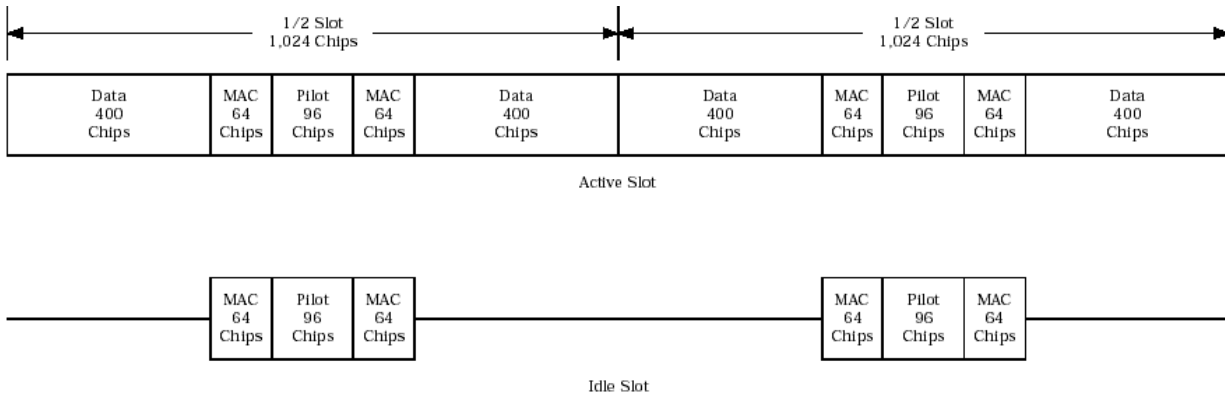 1/2 Slot
1,024 Chips
1/2 Slot
1,024 Chips
Data
400
Chips
MAC
64
Chips
Pilot
96
Chips
MAC
64
Chips
Data
400
Chips
Data
400
Chips
MAC
64
Chips
Pilot
96
Chips
MAC
64
Chips
Data
400
Chips
Active Slot
MAC
64
Chips
Pilot
96
Chips
MAC
64
Chips
MAC
64
Chips
Pilot
96
Chips
MAC
64
Chips
Idle Slot